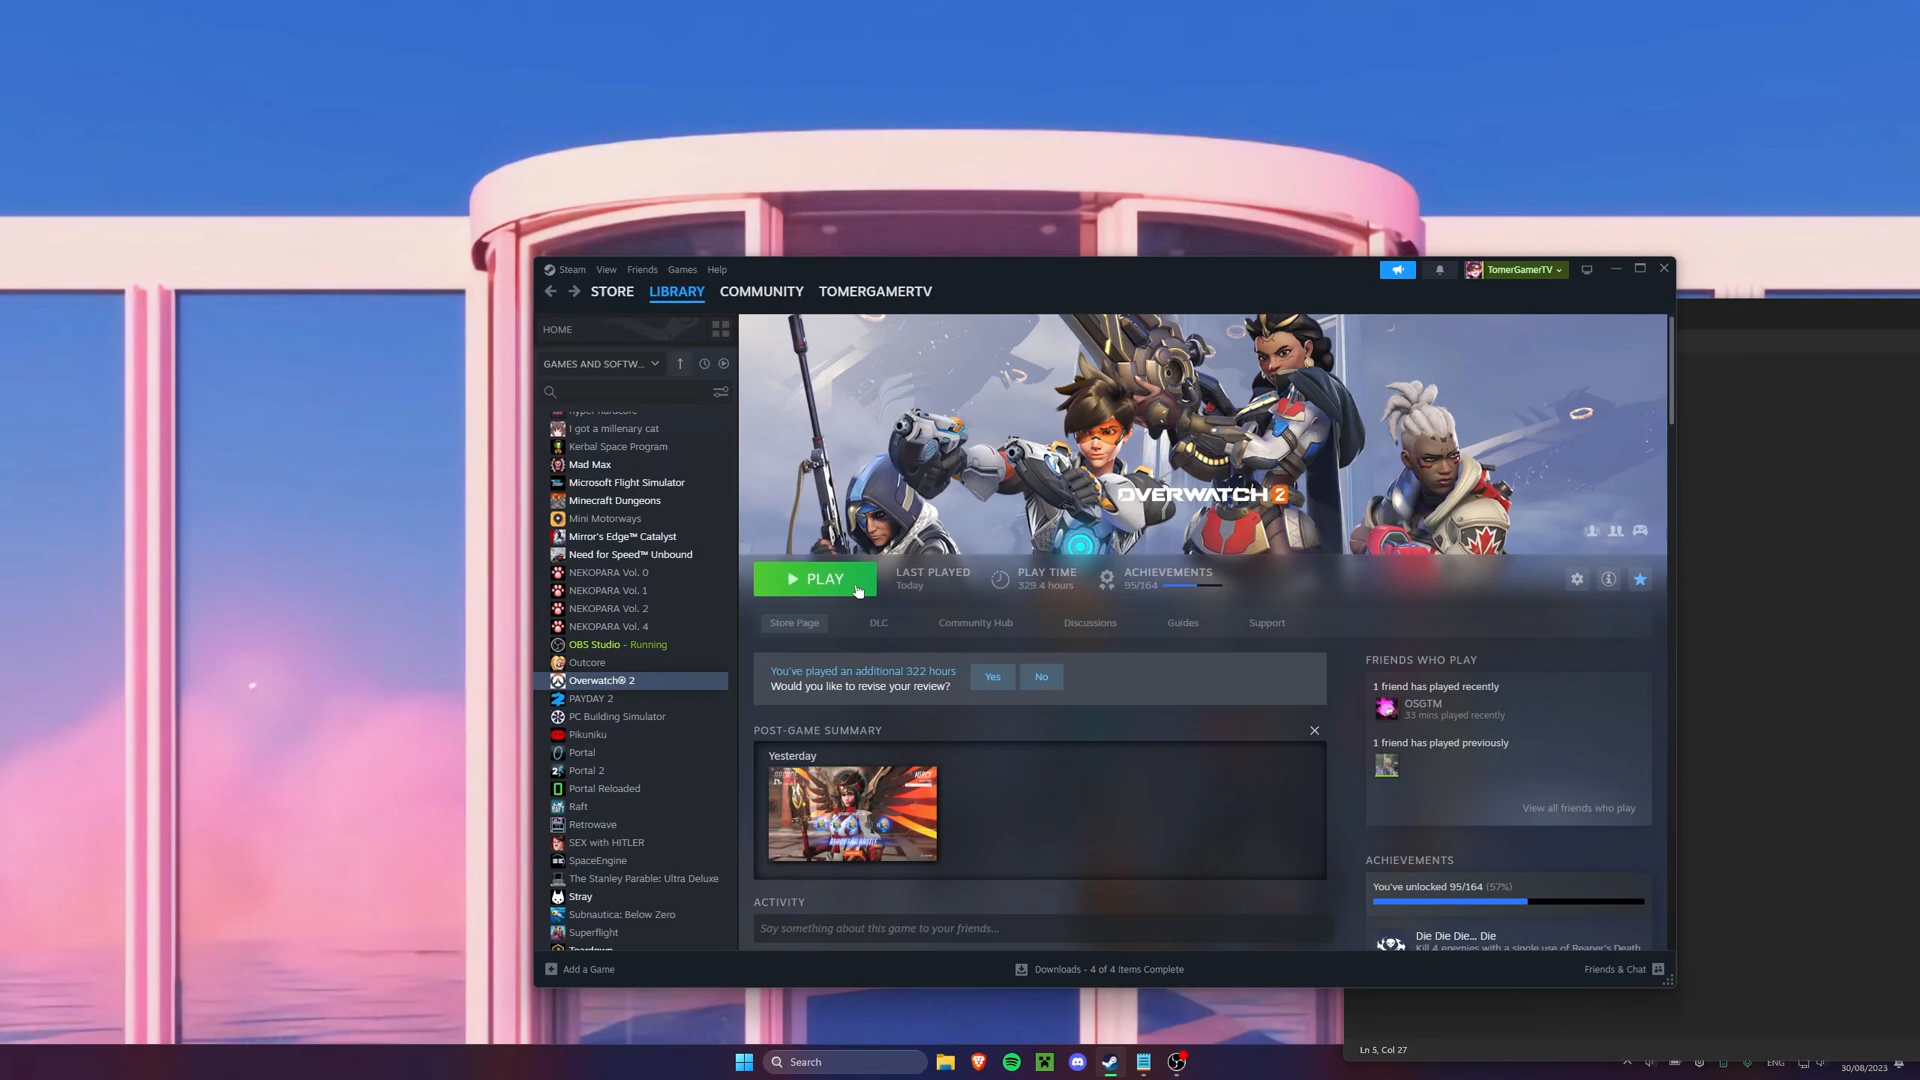 Steam View Friends Games Help
TomerGamerTV
STORE LIBRARY COMMUNITY TOMERGAMERTV
HOME
GAMES AND SOFTW...
I got a millenary cat
Kerbal Space Program
Mad Max
Microsoft Flight Simulator
Minecraft Dungeons
Mini Motorways
Mirror's Edge™ Catalyst
Need for Speed™ Unbound
NEKOPARA Vol. 0
NEKOPARA Vol. 1
NEKOPARA Vol. 2
NEKOPARA Vol. 4
OBS Studio - Running
Outcore
Overwatch® 2
PAYDAY 2
PC Building Simulator
Pikuniku
Portal
Portal 2
Portal Reloaded
Raft
Retrowave
SEX with HITLER
SpaceEngine
The Stanley Parable: Ultra Deluxe
Stray
Subnautica: Below Zero
Superflight
Teardown
Add a Game
OVERWATCH 2
PLAY
LAST PLAYED
Today
PLAY TIME
329.4 hours
ACHIEVEMENTS
95/164
Store Page DLC Community Hub Discussions Guides Support
You've played an additional 322 hours
Would you like to revise your review?
Yes No
POST-GAME SUMMARY
Yesterday
ACTIVITY
Say something about this game to your friends...
FRIENDS WHO PLAY
1 friend has played recently
OSGTM
33 mins played recently
1 friend has played previously
View all friends who play
ACHIEVEMENTS
You've unlocked 95/164 (57%)
Die Die Die... Die
Kill 4 enemies with a single use of Reaper's Death
Downloads - 4 of 4 Items Complete
Friends & Chat
Ln 5, Col 27
Search
ENG
30/08/2023